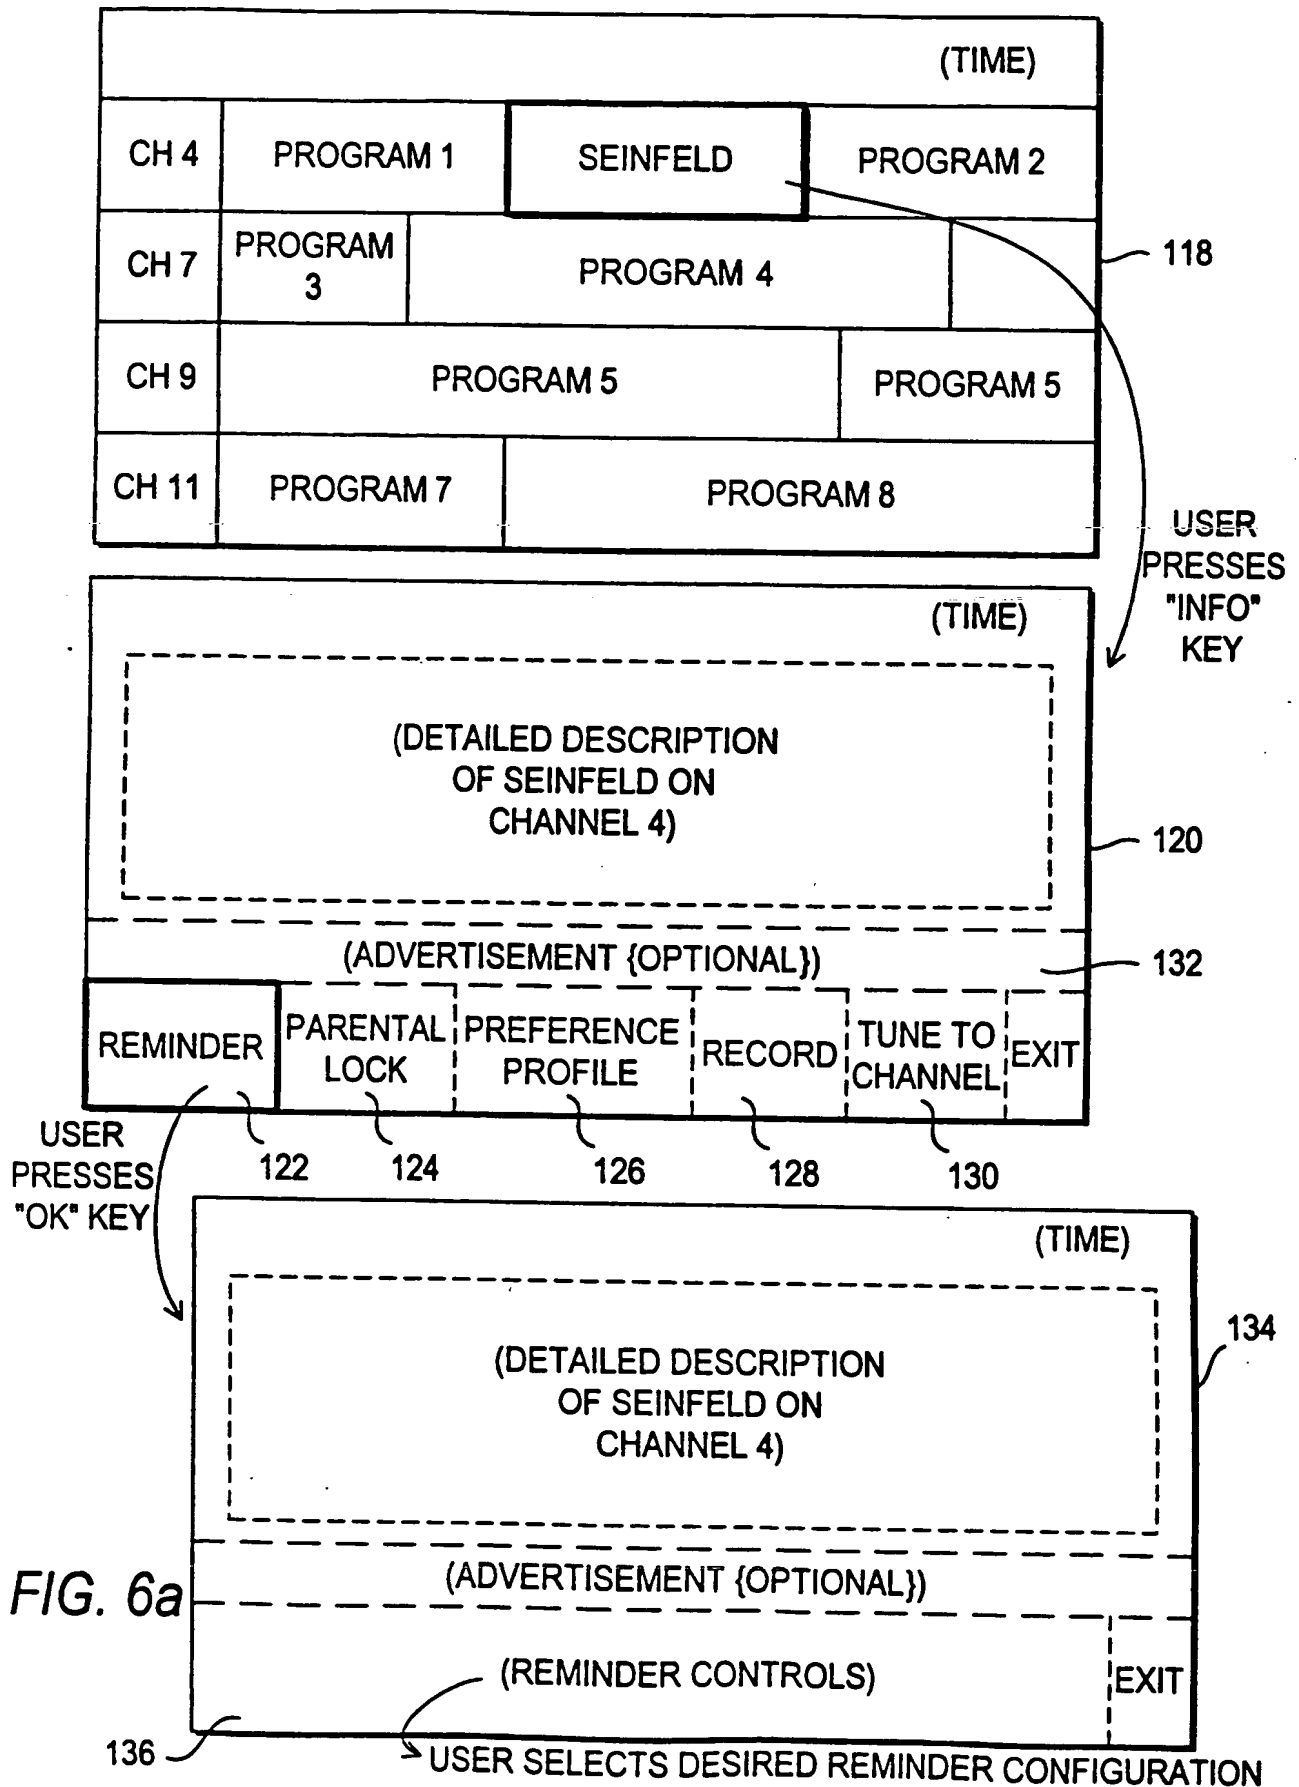 (TIME)
CH 4 PROGRAM 1 SEINFELD PROGRAM 2
CH 7 PROGRAM 3 PROGRAM 4
118
CH 9 PROGRAM 5 PROGRAM 5
CH 11 PROGRAM 7 PROGRAM 8
USER
PRESSES
"INFO"
KEY
(TIME)
(DETAILED DESCRIPTION
OF SEINFELD ON
CHANNEL 4)
120
(ADVERTISEMENT {OPTIONAL})
132
REMINDER
PARENTAL
LOCK
PREFERENCE
PROFILE
RECORD
TUNE TO
CHANNEL
EXIT
122 124 126 128 130
USER
PRESSES
"OK" KEY
(TIME)
(DETAILED DESCRIPTION
OF SEINFELD ON
CHANNEL 4)
134
(ADVERTISEMENT {OPTIONAL})
FIG. 6a
(REMINDER CONTROLS)
EXIT
136
USER SELECTS DESIRED REMINDER CONFIGURATION